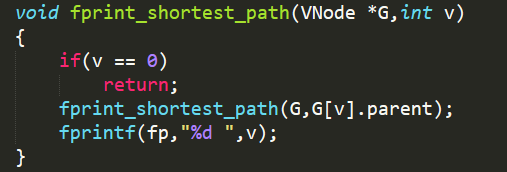 void fprint_shortest_path(VNode *G,int v)
{
    if(v == 0)
        return;
    fprint_shortest_path(G,G[v].parent);
    fprintf(fp,"%d ",v);
}